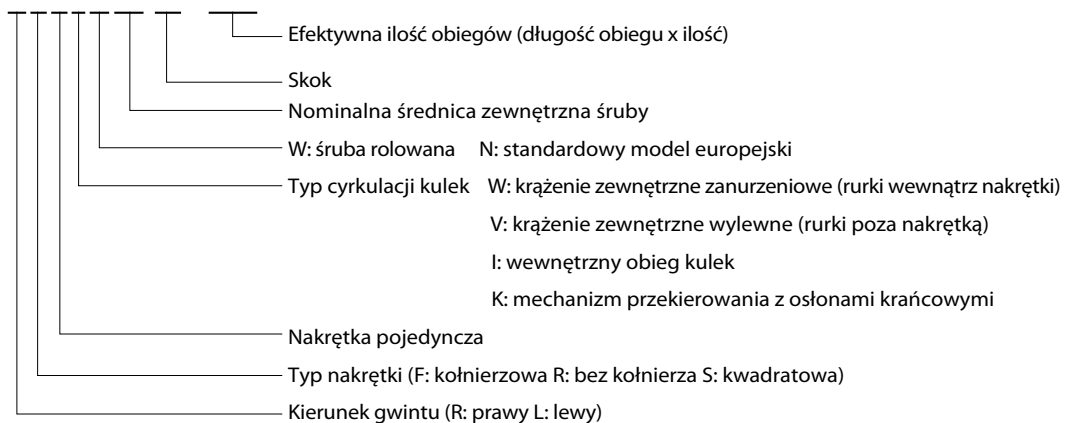 Efektywna ilość obiegów (długość obiegu x ilość)
Skok
Nominalna średnica zewnętrzna śruby
W: śruba rolowana N: standardowy model europejski
Typ cyrkulacji kulek W: krążenie zewnętrzne zanurzeniowe (rurki wewnątrz nakrętki)
V: krążenie zewnętrzne wylewne (rurki poza nakrętką)
I: wewnętrzny obieg kulek
K: mechanizm przekierowania z osłonami krańcowymi
Nakrętka pojedyncza
Typ nakrętki (F: kołnierzowa R: bez kołnierza S: kwadratowa)
Kierunek gwintu (R: prawy L: lewy)